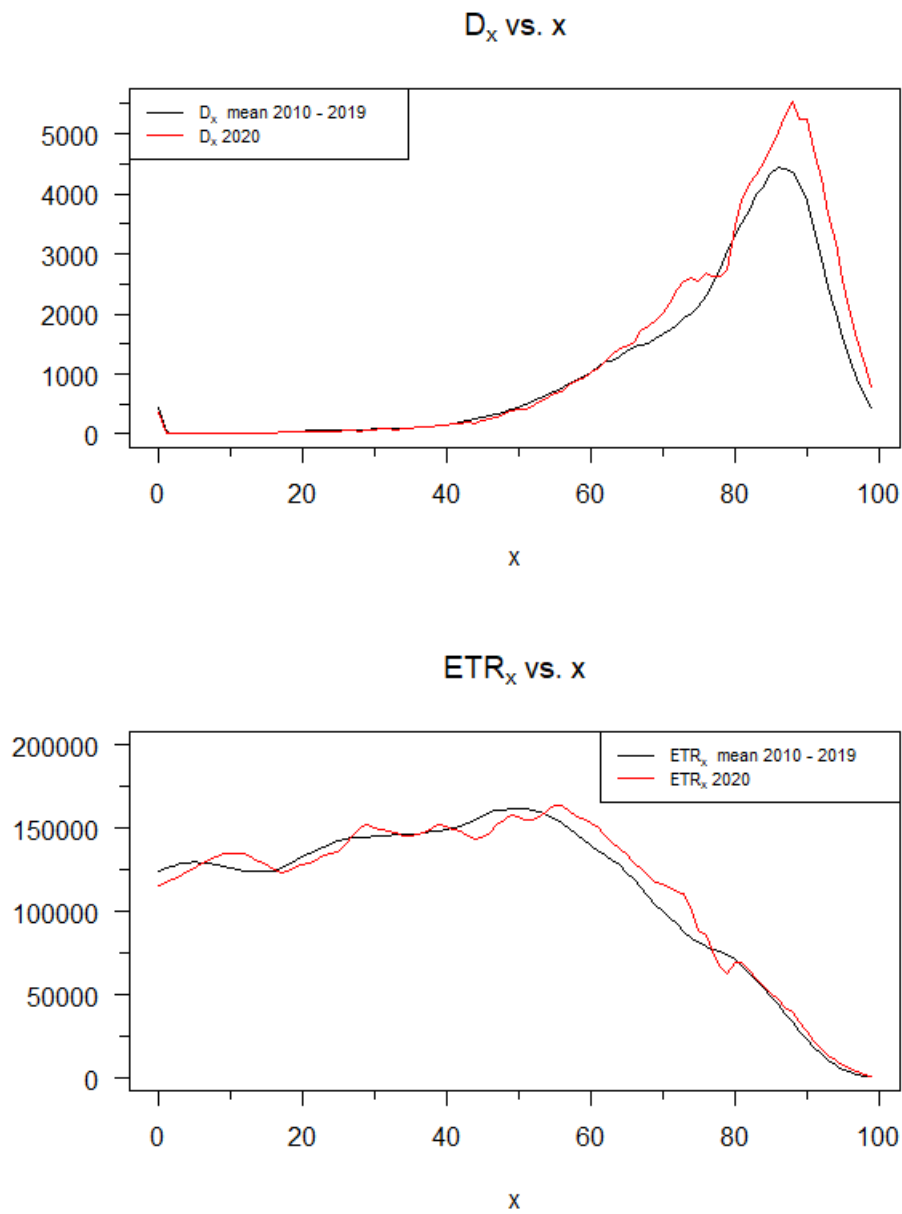 Dx vs. x
Dx mean 2010 - 2019
Dx 2020
5000
4000
3000
2000
1000
0
0 20 40 60 80 100
x
ETRx vs. x
ETRx mean 2010 - 2019
ETRx 2020
200000
150000
100000
50000
0
0 20 40 60 80 100
x